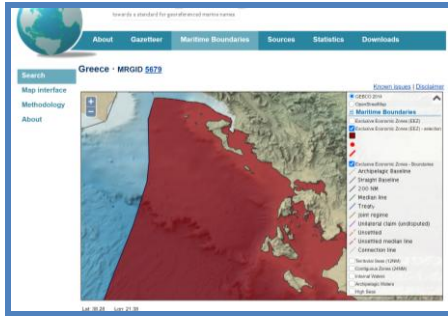 towards a standard for georeferenced marine names
About Gazetteer Maritime Boundaries Sources Statistics Downloads
Greece · MRGID 5679
Search
Map interface
Methodology
About
Known Issues | Disclaimer
GEBCO 2014
OpenStreetMap
Maritime Boundaries
Exclusive Economic Zones (EEZ)
Exclusive Economic Zones (EEZ) - selection
Exclusive Economic Zones - Boundaries
Archipelagic Baseline
Straight Baseline
200 NM
Median line
Treaty
Joint regime
Unilateral claim (undisputed)
Unsettled
Unsettled median line
Connection line
Territorial Seas (12NM)
Contiguous Zones (24NM)
Internal Waters
Archipelagic Waters
High Seas